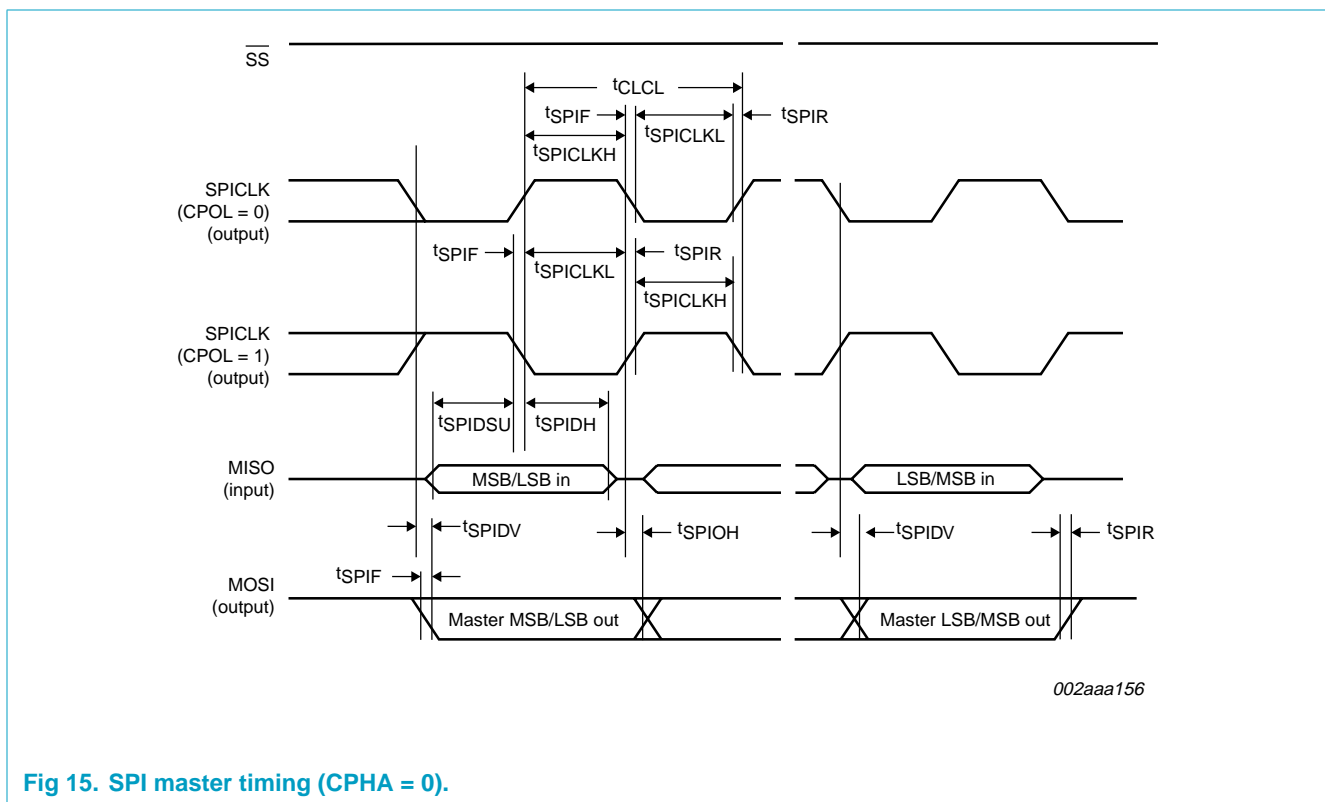 SS
tCLCL
tSPIF
tSPICLKL
tSPIR
tSPICLKH
SPICLK
(CPOL = 0)
(output)
tSPIF
tSPICLKL
tSPIR
tSPICLKH
SPICLK
(CPOL = 1)
(output)
tSPIDSU
tSPIDH
MISO
(input)
MSB/LSB in
LSB/MSB in
tSPIDV
tSPIOH
tSPIDV
tSPIR
tSPIF
MOSI
(output)
Master MSB/LSB out
Master LSB/MSB out
002aaa156
Fig 15. SPI master timing (CPHA = 0).